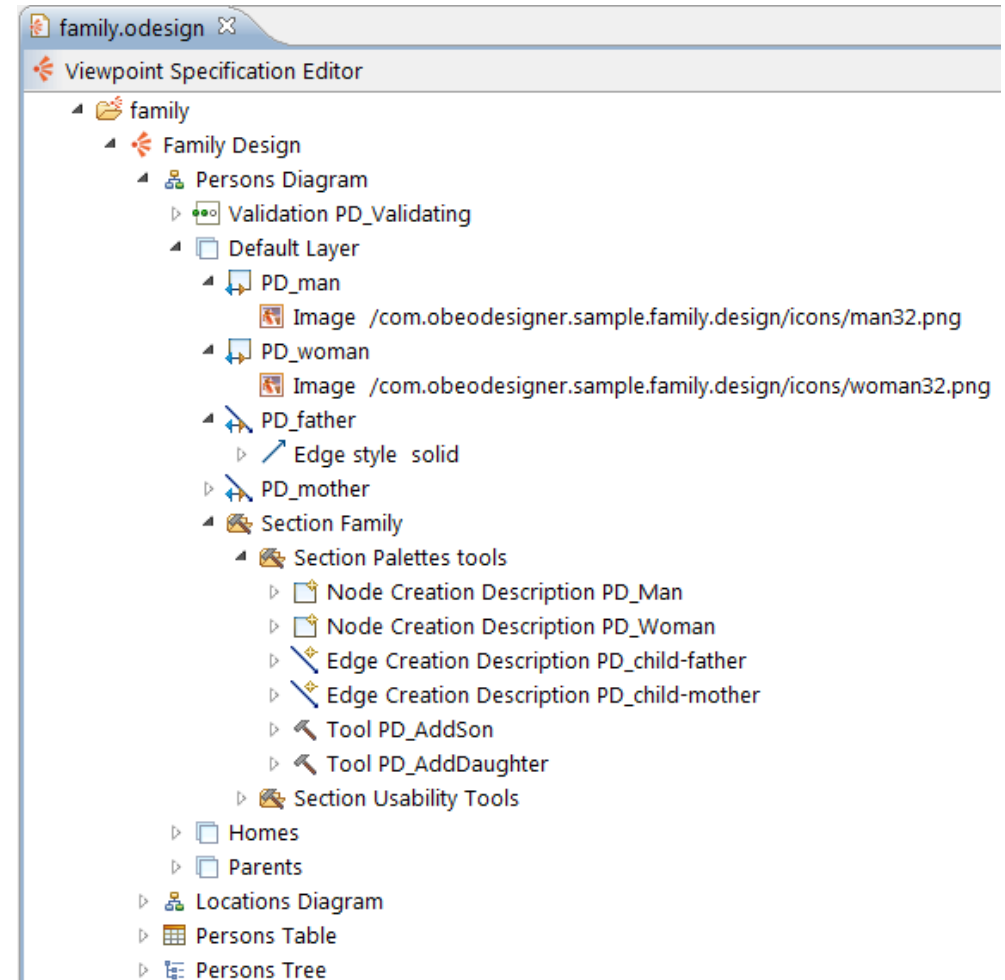 family.odesign
Viewpoint Specification Editor
family
Family Design
Persons Diagram
Validation PD_Validating
Default Layer
PD_man
Image /com.obeodesigner.sample.family.design/icons/man32.png
PD_woman
Image /com.obeodesigner.sample.family.design/icons/woman32.png
PD_father
Edge style solid
PD_mother
Section Family
Section Palettes tools
Node Creation Description PD_Man
Node Creation Description PD_Woman
Edge Creation Description PD_child-father
Edge Creation Description PD_child-mother
Tool PD_AddSon
Tool PD_AddDaughter
Section Usability Tools
Homes
Parents
Locations Diagram
Persons Table
Persons Tree